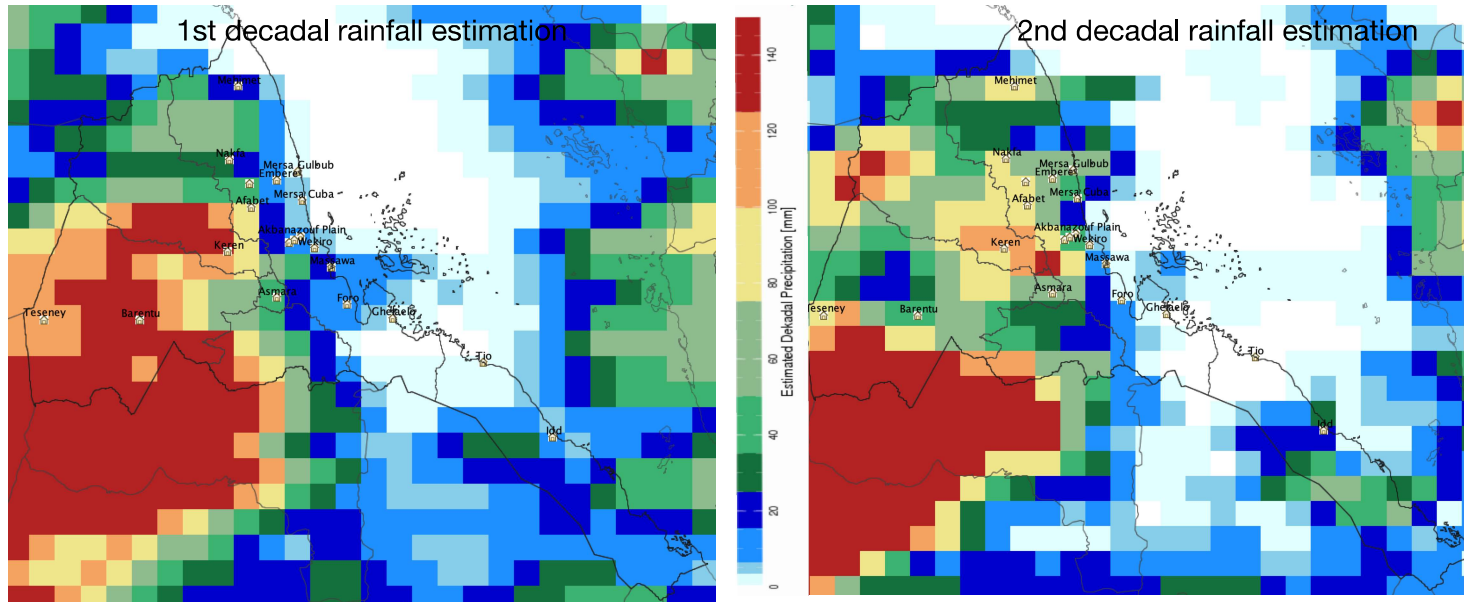 1st decadal rainfall estimation
Mehimet
Nakfa
Mersa Gulbub
Emberet
Mersa Cuba
Afabet
Akbanazouf Plain
Wekiro
Keren
Massawa
Asmara
Foro
Ghelaelo
Teseney
Barentu
Tio
Idd
Estimated Dekadal Precipitation [mm]
140
120
100
80
60
40
20
0
2nd decadal rainfall estimation
Mehimet
Nakfa
Mersa Gulbub
Emberet
Mersa Cuba
Afabet
Akbanazouf Plain
Wekiro
Keren
Massawa
Asmara
Foro
Ghelaelo
Teseney
Barentu
Tio
Idd